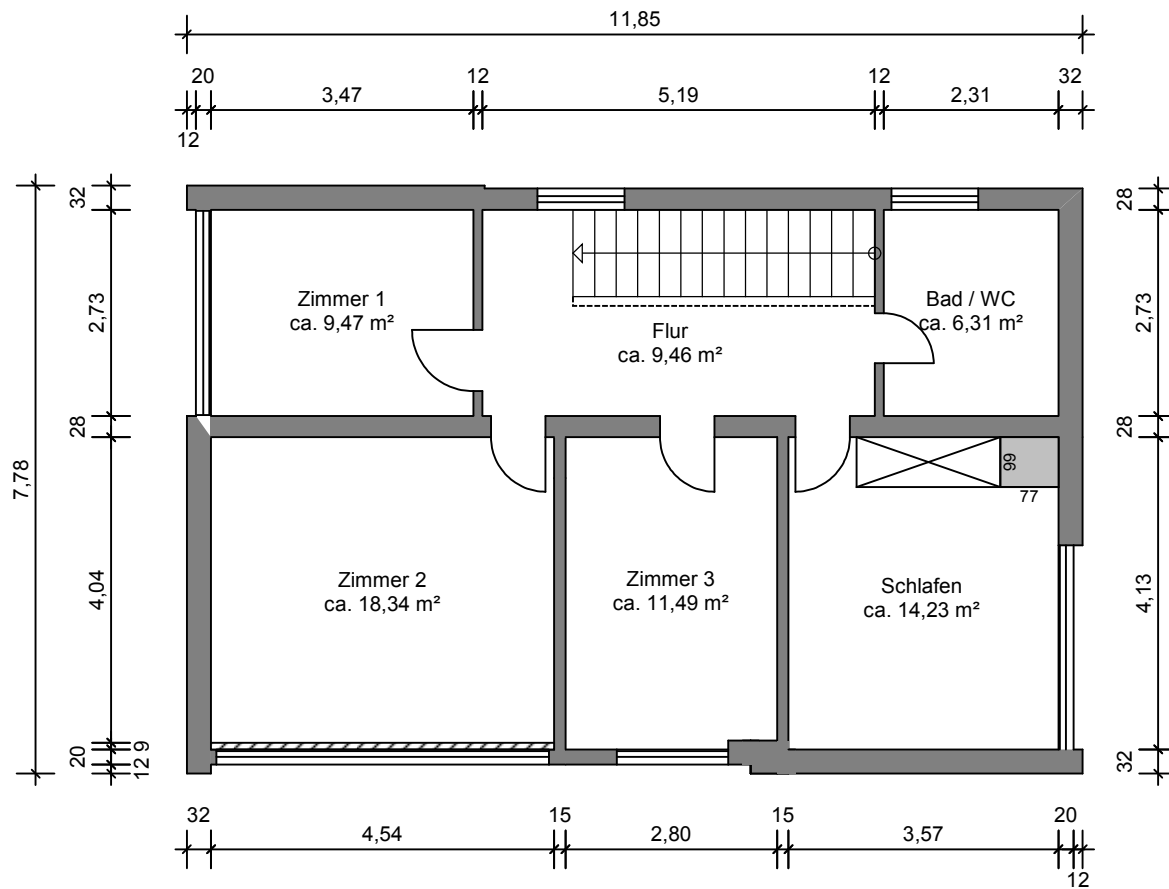 11,85
20
12
12
32
3,47
5,19
2,31
12
32
28
2,73
2,73
Zimmer 1
ca. 9,47 m²
Bad / WC
ca. 6,31 m²
Flur
ca. 9,46 m²
28
28
7,78
66
77
4,04
4,13
Zimmer 2
ca. 18,34 m²
Zimmer 3
ca. 11,49 m²
Schlafen
ca. 14,23 m²
20
9
12
32
32
15
15
20
4,54
2,80
3,57
12